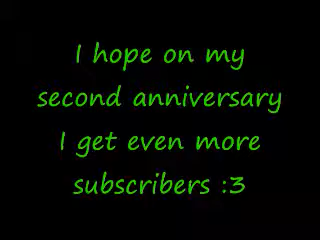 I hope on my
second anniversary
I get even more
subscribers :3